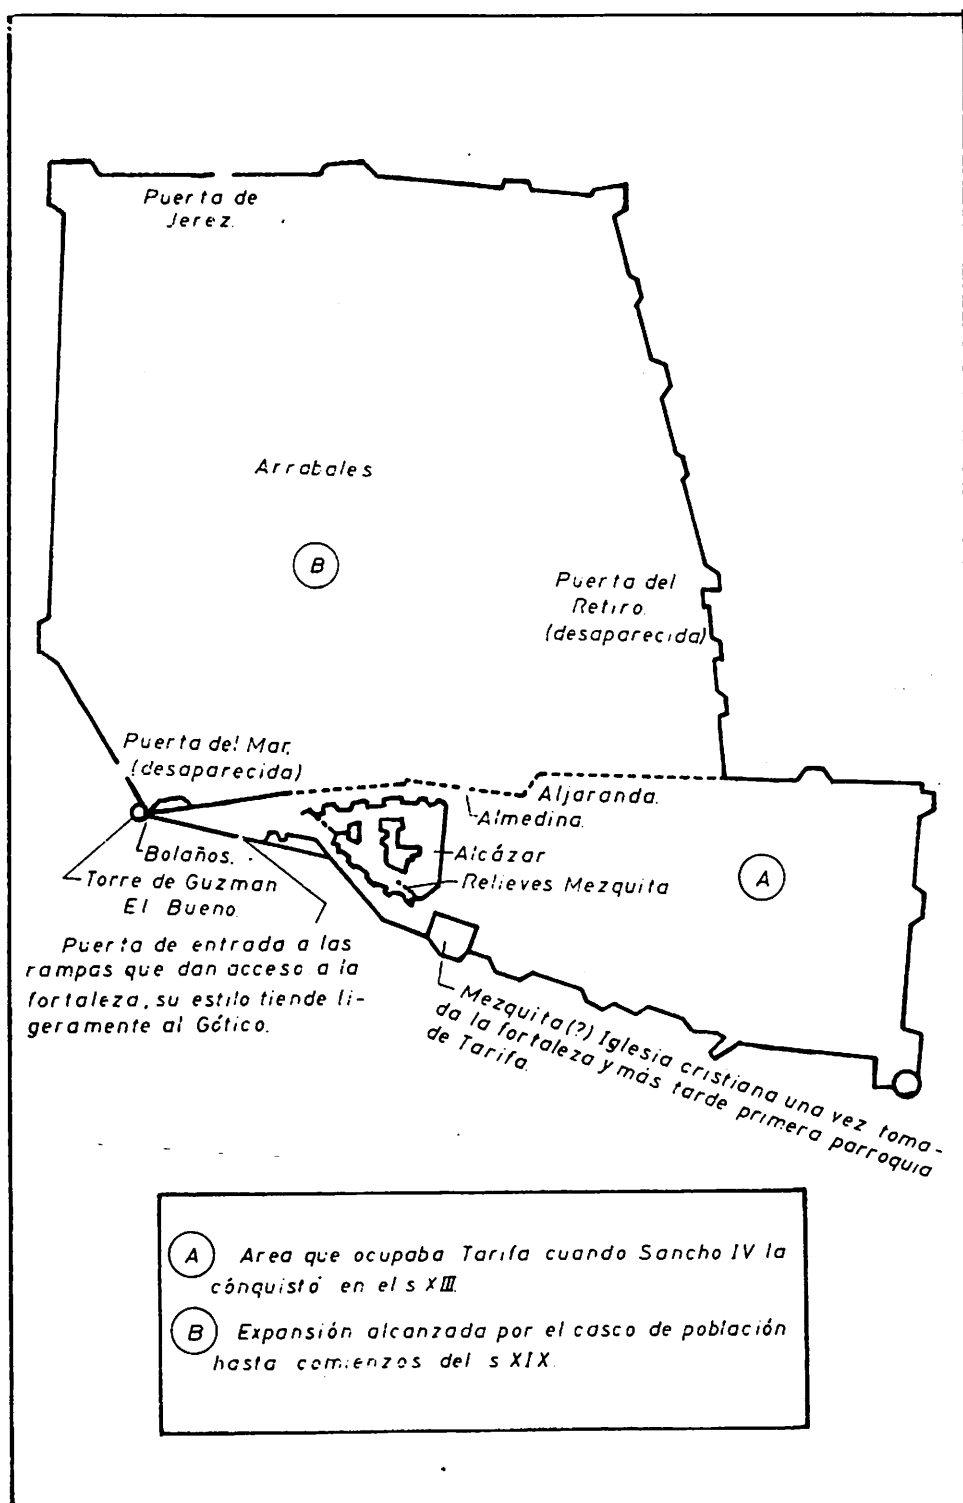 Puerta de
Jerez.
Arrabales
B
Puerta del
Retiro.
(desaparecida)
Puerta del Mar.
(desaparecida)
Aljaranda.
Almedina.
Bolaños.
Alcázar
Torre de Guzman
El Bueno.
Relieves Mezquita
A
Puerta de entrada a las
rampas que dan acceso a la
fortaleza, su estilo tiende li-
geramente al Gótico.
Mezquita (?) Iglesia cristiana una vez toma-
da la fortaleza y más tarde primera parroquia
de Tarifa.
A Area que ocupaba Tarifa cuando Sancho IV la
cónquistó en el s XIII.
B Expansión alcanzada por el casco de población
hasta comienzos del s XIX.